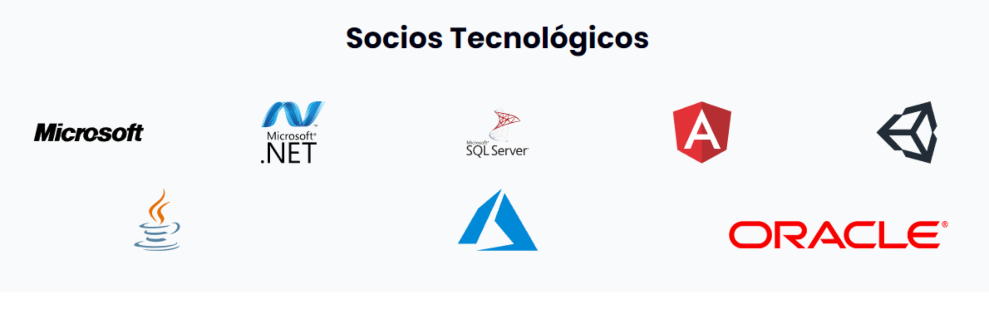 Socios Tecnológicos
Microsoft
Microsoft®
.NET
Microsoft®
SQL Server®
A
ORACLE®